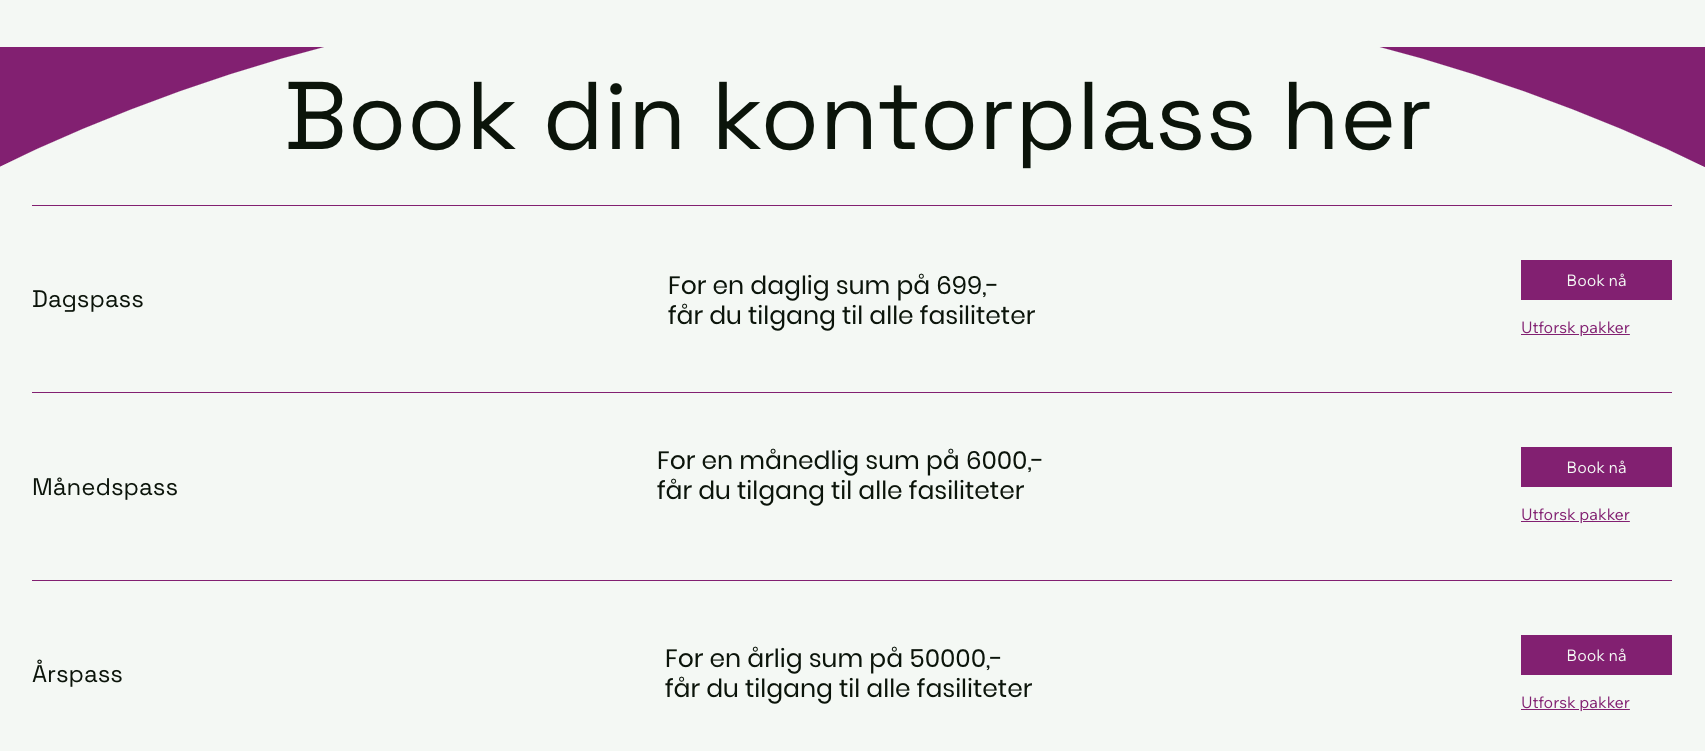 Book din kontorplass her
Dagspass
For en daglig sum på 699,-
får du tilgang til alle fasiliteter
Book nå
Utforsk pakker
Månedspass
For en månedlig sum på 6000,-
får du tilgang til alle fasiliteter
Book nå
Utforsk pakker
Årspass
For en årlig sum på 50000,-
får du tilgang til alle fasiliteter
Book nå
Utforsk pakker